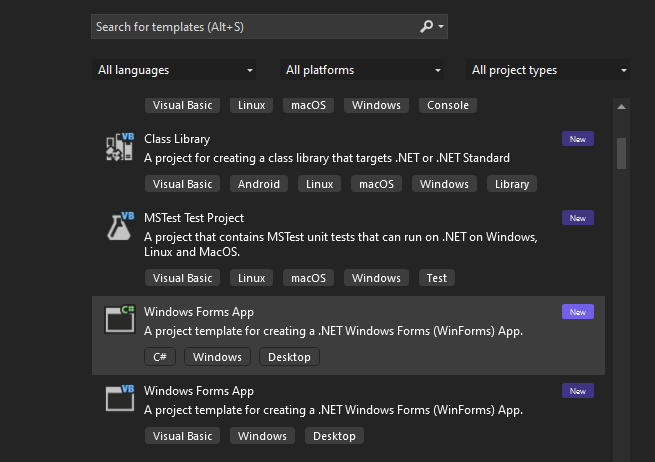 Search for templates (Alt+S)
All languages All platforms All project types
Visual Basic Linux macOS Windows Console
VB Class Library New
A project for creating a class library that targets .NET or .NET Standard
Visual Basic Android Linux macOS Windows Library
VB MSTest Test Project New
A project that contains MSTest unit tests that can run on .NET on Windows,
Linux and MacOS.
Visual Basic Linux macOS Windows Test
C# Windows Forms App New
A project template for creating a .NET Windows Forms (WinForms) App.
C# Windows Desktop
VB Windows Forms App New
A project template for creating a .NET Windows Forms (WinForms) App.
Visual Basic Windows Desktop